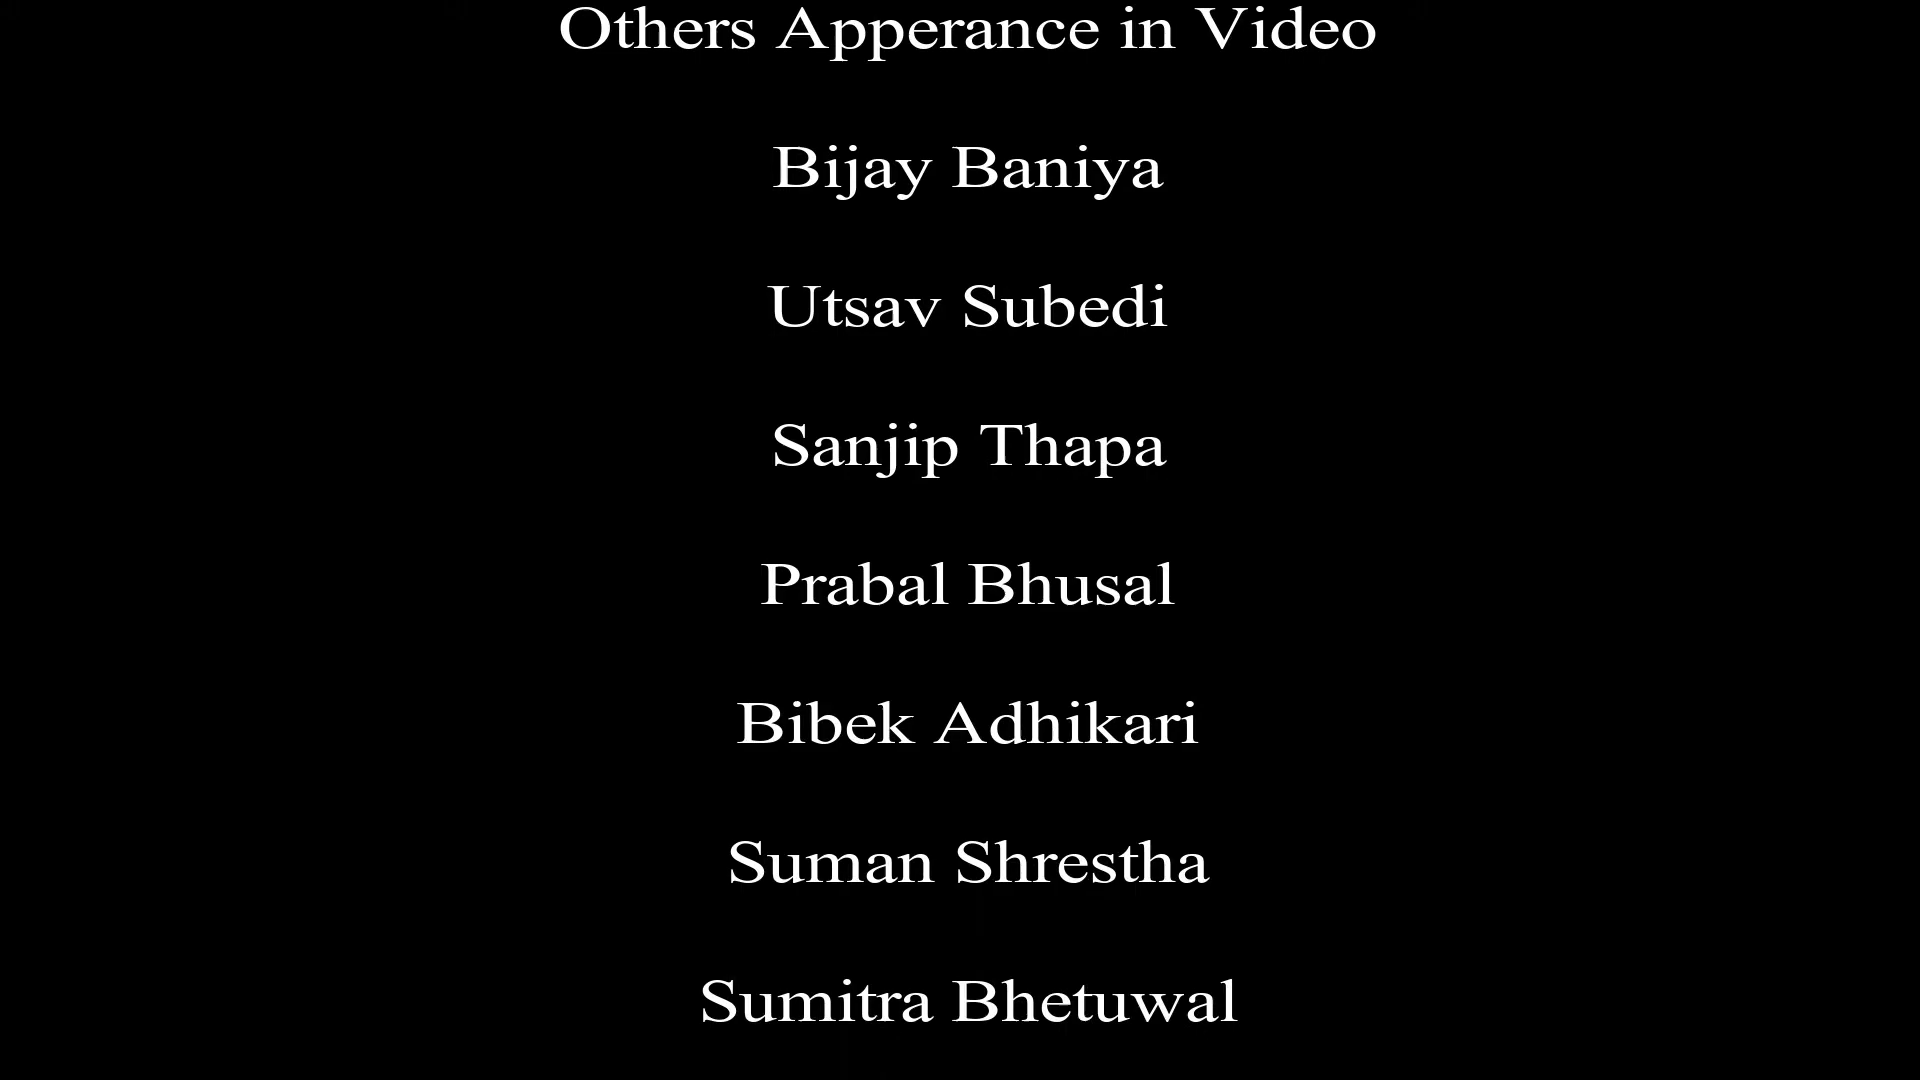 Others Apperance in Video
Bijay Baniya
Utsav Subedi
Sanjip Thapa
Prabal Bhusal
Bibek Adhikari
Suman Shrestha
Sumitra Bhetuwal